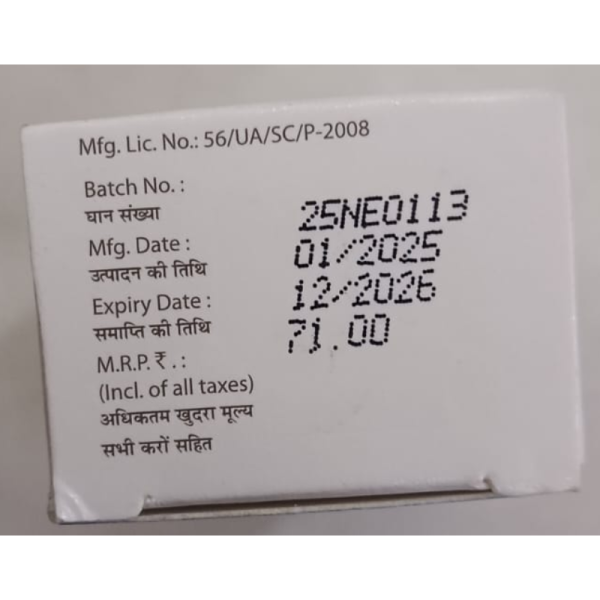 Mfg. Lic. No.: 56/UA/SC/P-2008
Batch No. :
घान संख्या
25NE0113
Mfg. Date :
01/2025
उत्पादन की तिथि
Expiry Date :
12/2026
समाप्ति की तिथि
M.R.P. ₹ . :
71.00
(Incl. of all taxes)
अधिकतम खुदरा मूल्य
सभी करों सहित